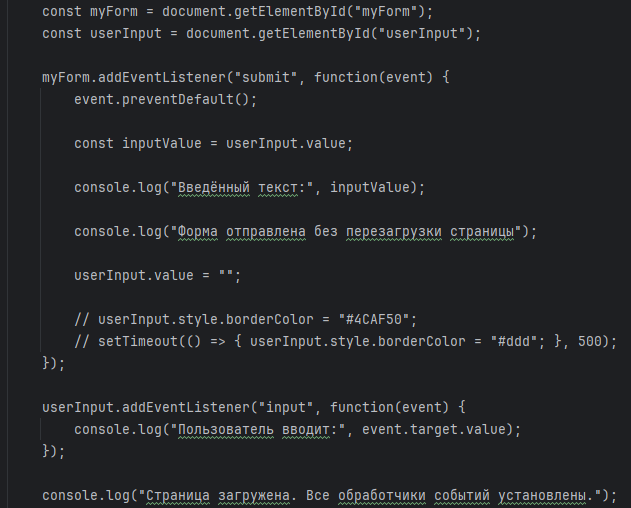 const myForm = document.getElementById("myForm");
const userInput = document.getElementById("userInput");
myForm.addEventListener("submit", function(event) {
event.preventDefault();
const inputValue = userInput.value;
console.log("Введённый текст:", inputValue);
console.log("Форма отправлена без перезагрузки страницы");
userInput.value = "";
// userInput.style.borderColor = "#4CAF50";
// setTimeout(() => { userInput.style.borderColor = "#ddd"; }, 500);
});
userInput.addEventListener("input", function(event) {
console.log("Пользователь вводит:", event.target.value);
});
console.log("Страница загружена. Все обработчики событий установлены.");